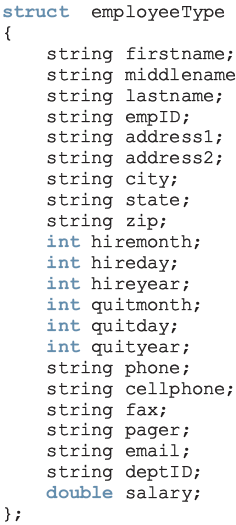 struct  employeeType
{
    string firstname;
    string middlename
    string lastname;
    string empID;
    string address1;
    string address2;
    string city;
    string state;
    string zip;
    int hiremonth;
    int hireday;
    int hireyear;
    int quitmonth;
    int quitday;
    int quityear;
    string phone;
    string cellphone;
    string fax;
    string pager;
    string email;
    string deptID;
    double salary;
};